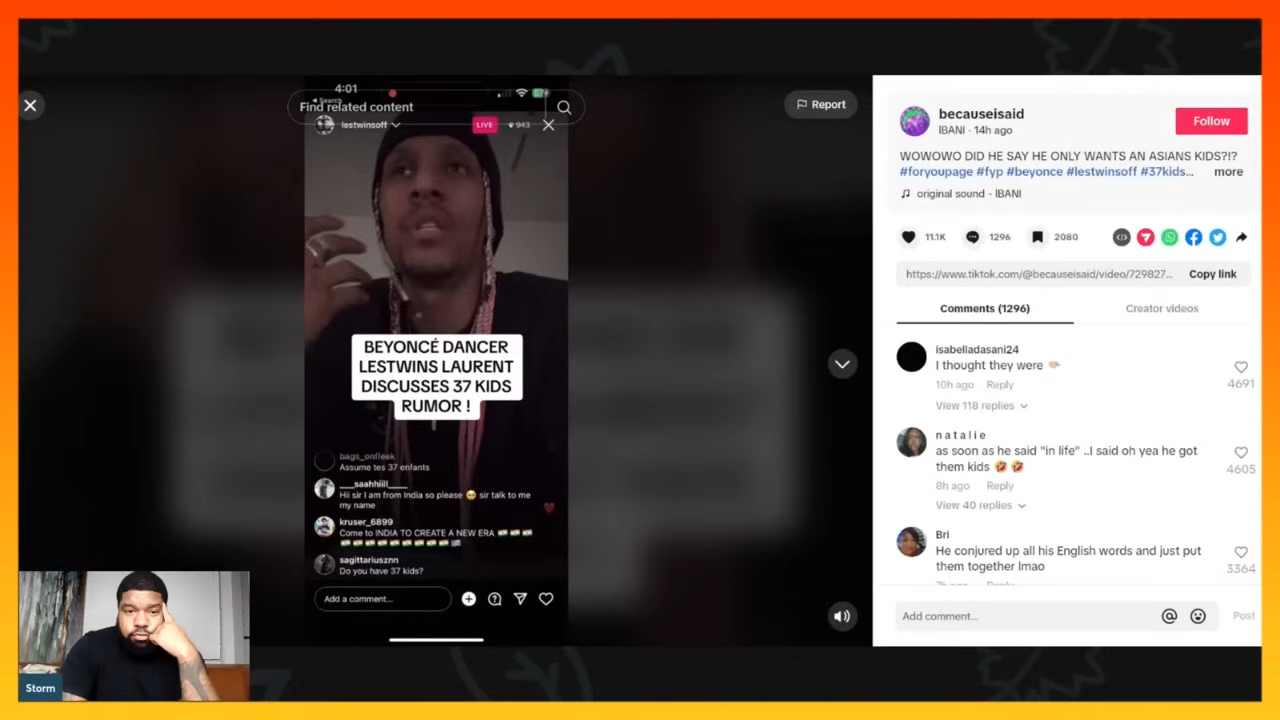 4:01
Search
Find related content
lestwinsoff
LIVE
943
BEYONCÉ DANCER
LESTWINS LAURENT
DISCUSSES 37 KIDS
RUMOR !
bags_onfleek
Assume tes 37 enfants
___saahhiill____
Hii sir I am from India so please 🥺 sir talk to me
my name
kruser_6899
Come to INDIA TO CREATE A NEW ERA 🇮🇳 🇮🇳 🇮🇳
sagittariusznn
Do you have 37 kids?
Add a comment...
Report
Storm
becauseisaid
IBANI · 14h ago
Follow
WOWOWO DID HE SAY HE ONLY WANTS AN ASIANS KIDS?!?
#foryoupage #fyp #beyonce #lestwinsoff #37kids... more
original sound - IBANI
11.1K
1296
2080
https://www.tiktok.com/@becauseisaid/video/729827...
Copy link
Comments (1296)
Creator videos
isabelladasani24
I thought they were
10h ago Reply
4691
View 118 replies
n a t a l i e
as soon as he said "in life" ..I said oh yea he got
them kids 🤣 🤣
4605
8h ago Reply
View 40 replies
Bri
He conjured up all his English words and just put
them together lmao
3364
Add comment...
Post